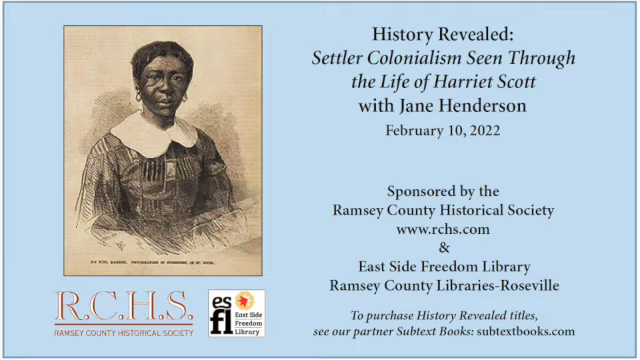 History Revealed:
Settler Colonialism Seen Through
the Life of Harriet Scott
with Jane Henderson
February 10, 2022
Sponsored by the
Ramsey County Historical Society
www.rchs.com
&
East Side Freedom Library
Ramsey County Libraries-Roseville
To purchase History Revealed titles,
see our partner Subtext Books: subtextbooks.com
R.C.H.S.
RAMSEY COUNTY HISTORICAL SOCIETY
es
fl
East Side
Freedom
Library